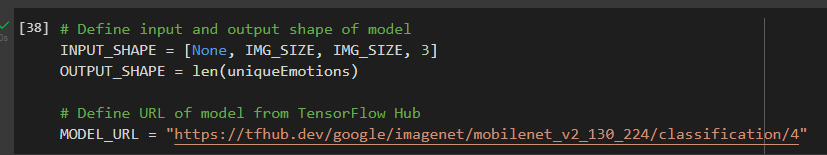 [38] # Define input and output shape of model
INPUT_SHAPE = [None, IMG_SIZE, IMG_SIZE, 3]
OUTPUT_SHAPE = len(uniqueEmotions)
# Define URL of model from TensorFlow Hub
MODEL_URL = "https://tfhub.dev/google/imagenet/mobilenet_v2_130_224/classification/4"